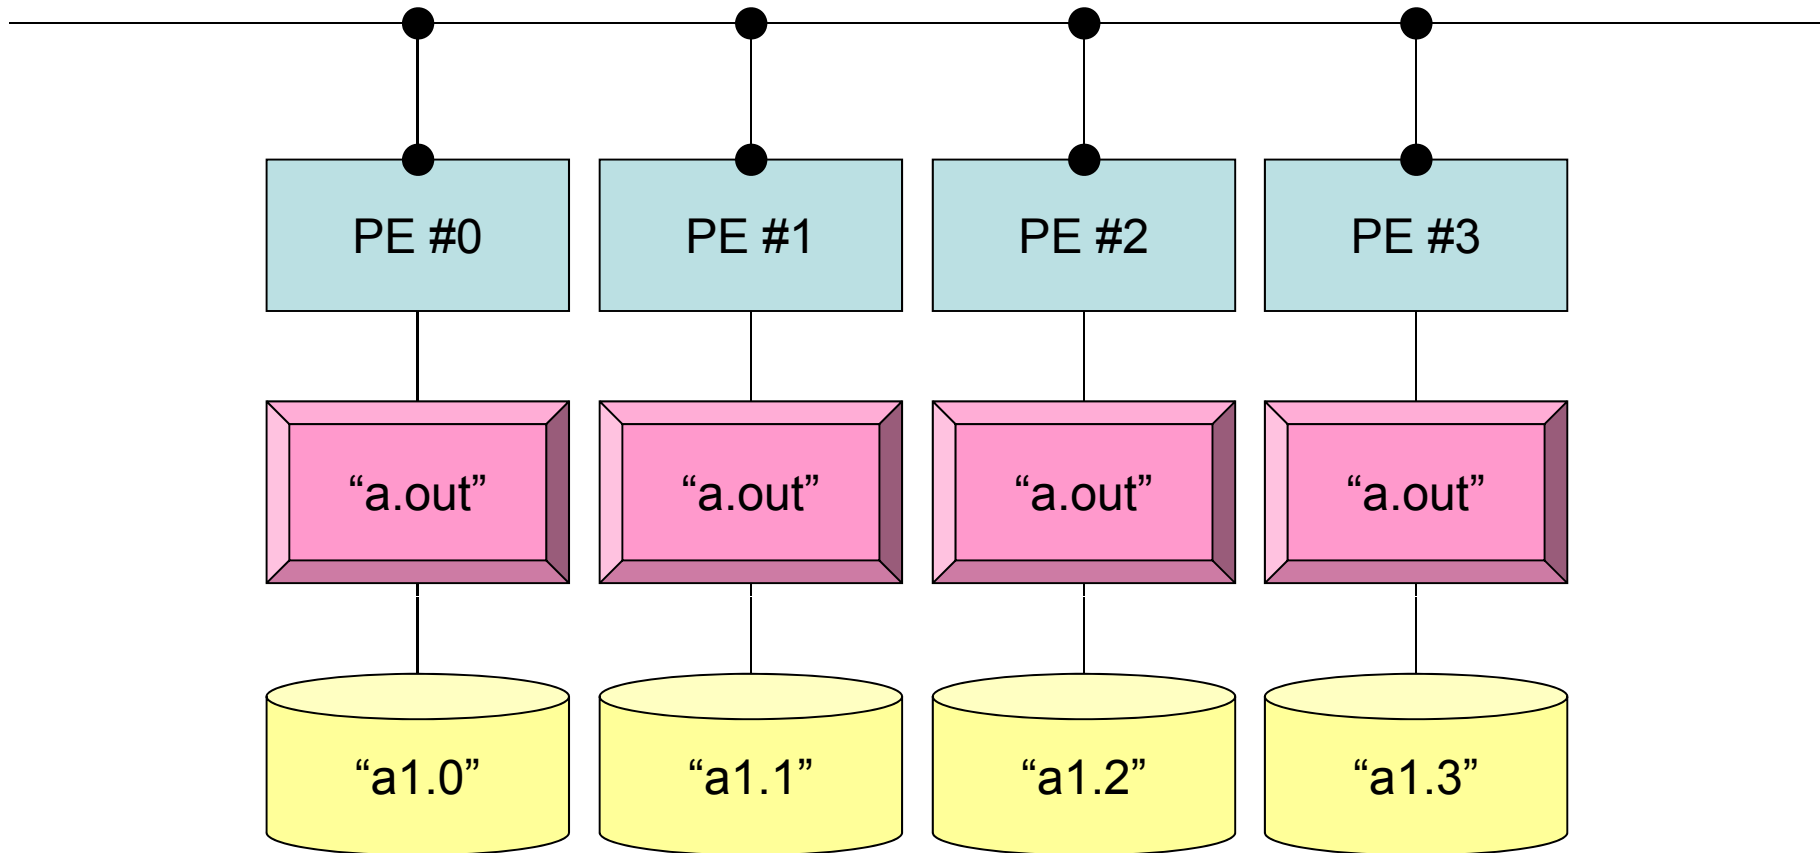 PE #0 PE #1 PE #2 PE #3
“a.out” “a.out” “a.out” “a.out”
“a1.0” “a1.1” “a1.2” “a1.3”